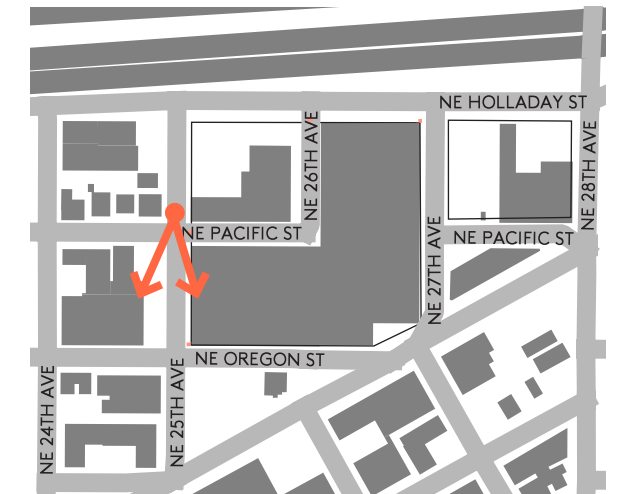 NE HOLLADAY ST
NE 26TH AVE
NE 28TH AVE
NE PACIFIC ST
NE PACIFIC ST
NE 27TH AVE
NE OREGON ST
NE 24TH AVE
NE 25TH AVE